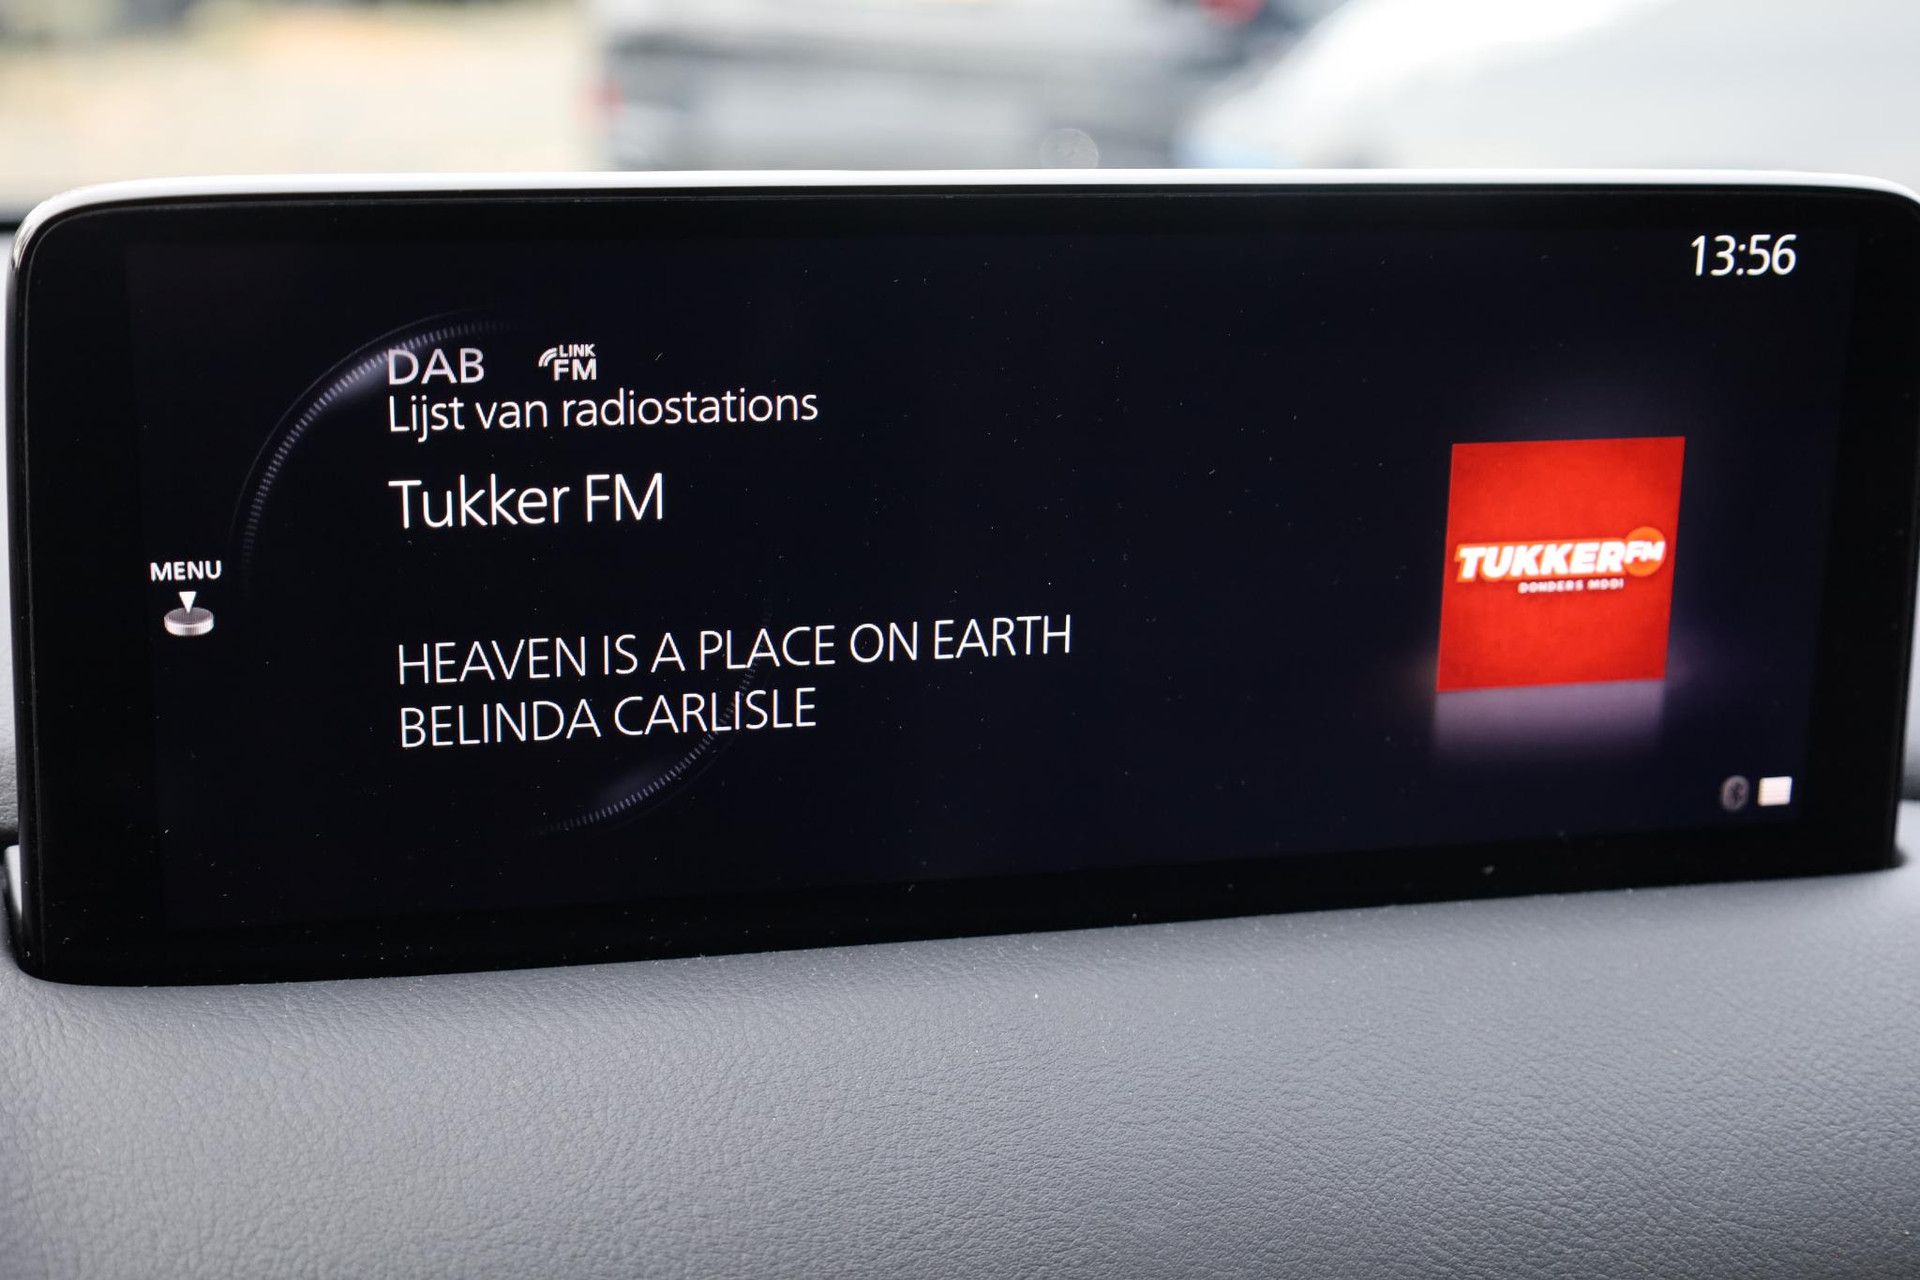 13:56
DAB LINK FM
Lijst van radiostations
Tukker FM
MENU
HEAVEN IS A PLACE ON EARTH
BELINDA CARLISLE
TUKKER FM
DONDERS MOOI